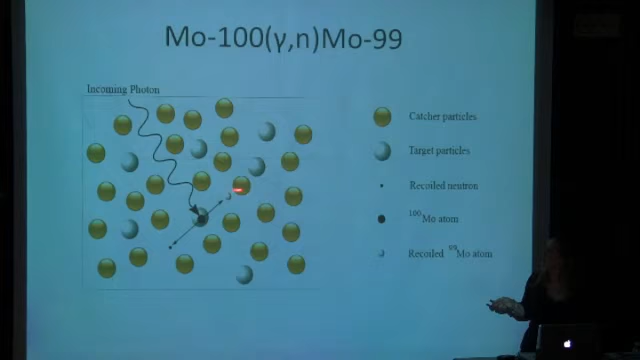 Mo-100(γ,n)Mo-99
Incoming Photon
Catcher particles
Target particles
Recoiled neutron
¹⁰⁰Mo atom
Recoiled ⁹⁹Mo atom